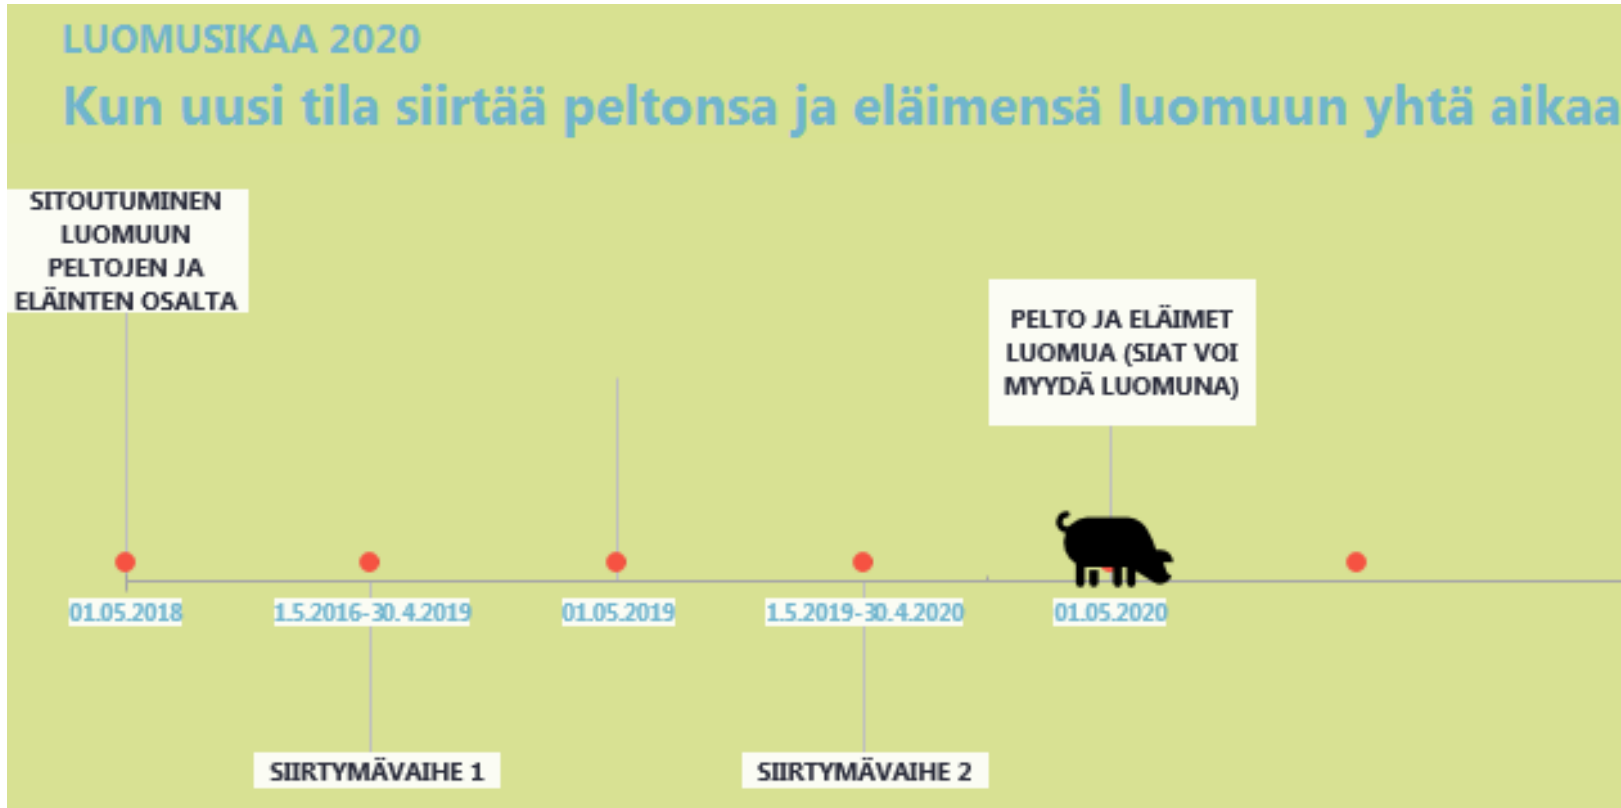 LUOMUSIKAA 2020
Kun uusi tila siirtää peltonsa ja eläimensä luomuun yhtä aikaa
SITOUTUMINEN
LUOMUUN
PELTOJEN JA
ELÄINTEN OSALTA
PELTO JA ELÄIMET
LUOMUA (SIAT VOI
MYYDÄ LUOMUNA)
01.05.2018
1.5.2016-30.4.2019
01.05.2019
1.5.2019-30.4.2020
01.05.2020
SIIRTYMÄVAIHE 1
SIIRTYMÄVAIHE 2